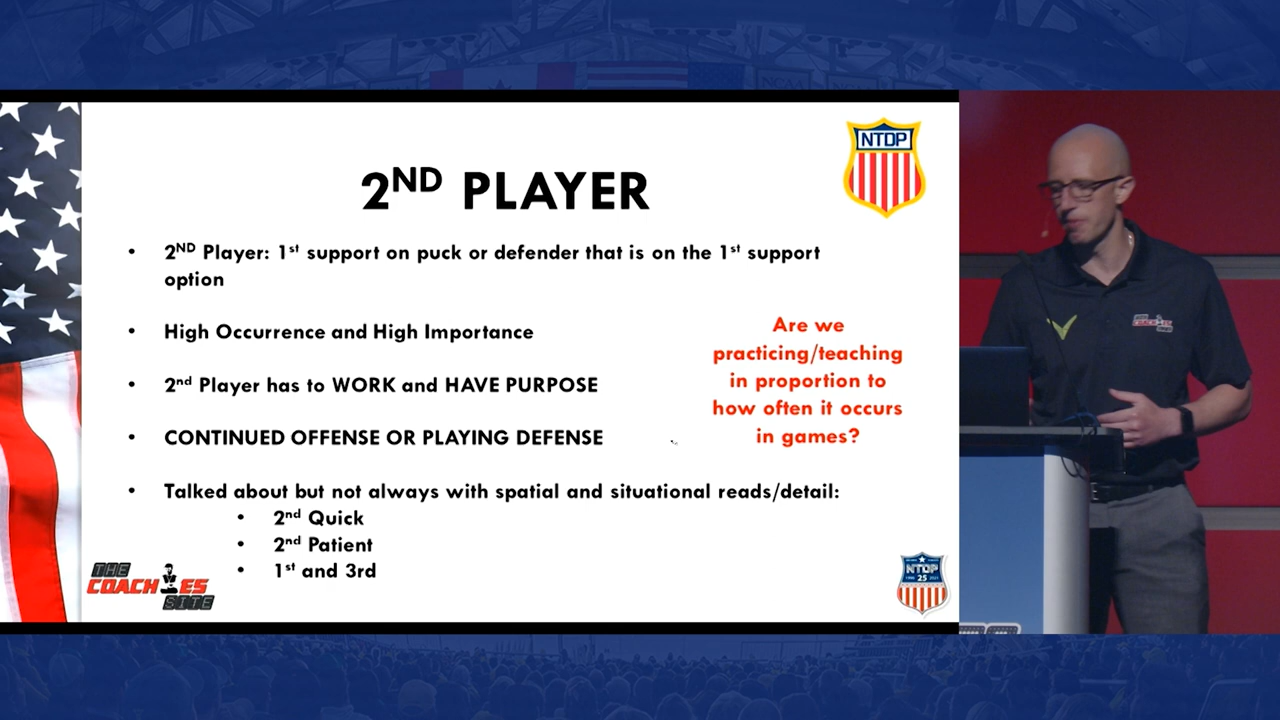 NTDP
2ND PLAYER
• 2ND Player: 1st support on puck or defender that is on the 1st support
option
• High Occurrence and High Importance
• 2nd Player has to WORK and HAVE PURPOSE
• CONTINUED OFFENSE OR PLAYING DEFENSE
• Talked about but not always with spatial and situational reads/detail:
• 2nd Quick
• 2nd Patient
• 1st and 3rd
Are we
practicing/teaching
in proportion to
how often it occurs
in games?
THE
COACHES
SITE
NTDP
25